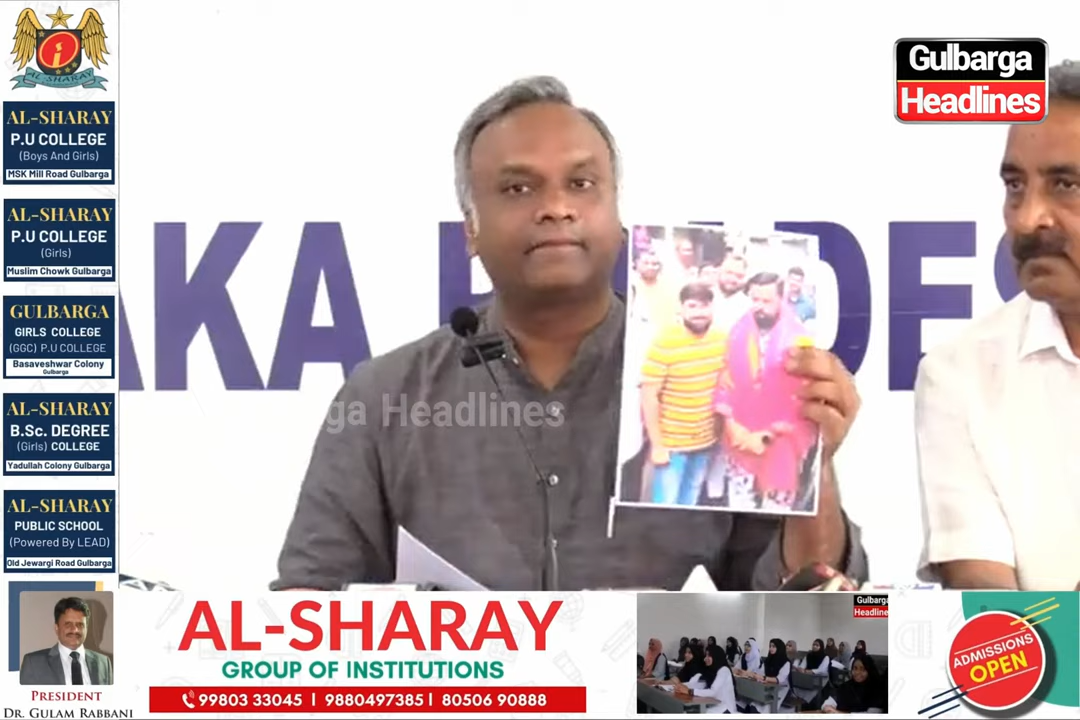 AL-SHARAY
AL-SHARAY
P.U COLLEGE
(Boys And Girls)
MSK Mill Road Gulbarga
AL-SHARAY
P.U COLLEGE
(Girls)
Muslim Chowk Gulbarga
GULBARGA
GIRLS COLLEGE
(GGC) P.U COLLEGE
Basaveshwar Colony
Gulbarga
AL-SHARAY
B.Sc. DEGREE
(Girls) COLLEGE
Yadullah Colony Gulbarga
AL-SHARAY
PUBLIC SCHOOL
(Powered By LEAD)
Old Jewargi Road Gulbarga
PRESIDENT
DR. GULAM RABBANI
Gulbarga
Headlines
AKA
DES
ga Headlines
AL-SHARAY
GROUP OF INSTITUTIONS
99803 33045 | 9880497385 | 80506 90888
Gulbarga
Headline
ADMISSIONS
OPEN